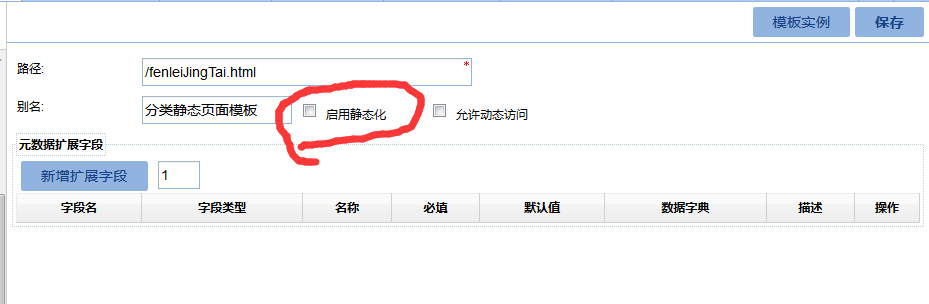 模板实例 保存
路径: /fenleiJingTai.html *
别名: 分类静态页面模板 启用静态化 允许动态访问
元数据扩展字段
新增扩展字段 1
字段名 字段类型 名称 必填 默认值 数据字典 描述 操作